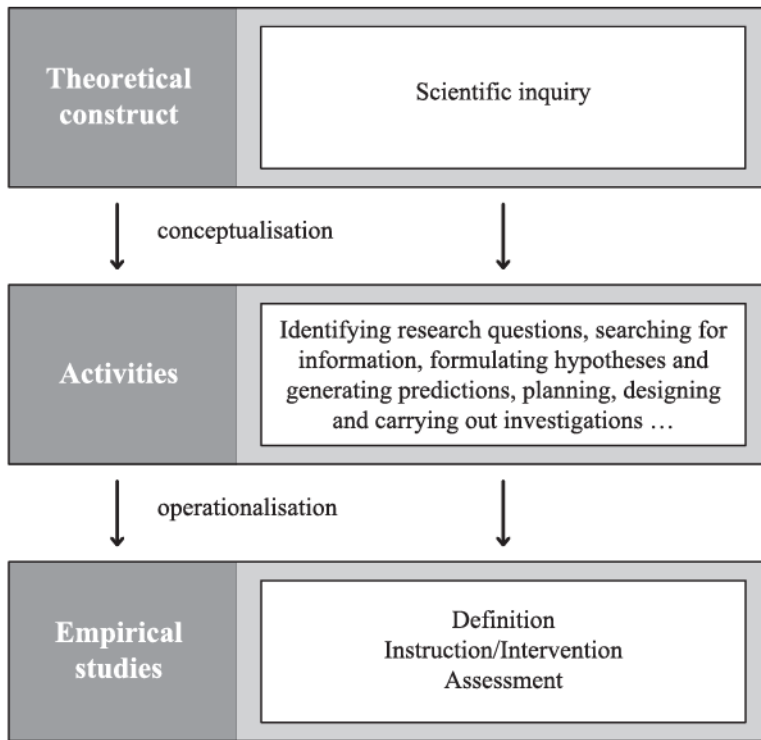 Theoretical
construct
Scientific inquiry
conceptualisation
Activities
Identifying research questions, searching for
information, formulating hypotheses and
generating predictions, planning, designing
and carrying out investigations …
operationalisation
Empirical
studies
Definition
Instruction/Intervention
Assessment